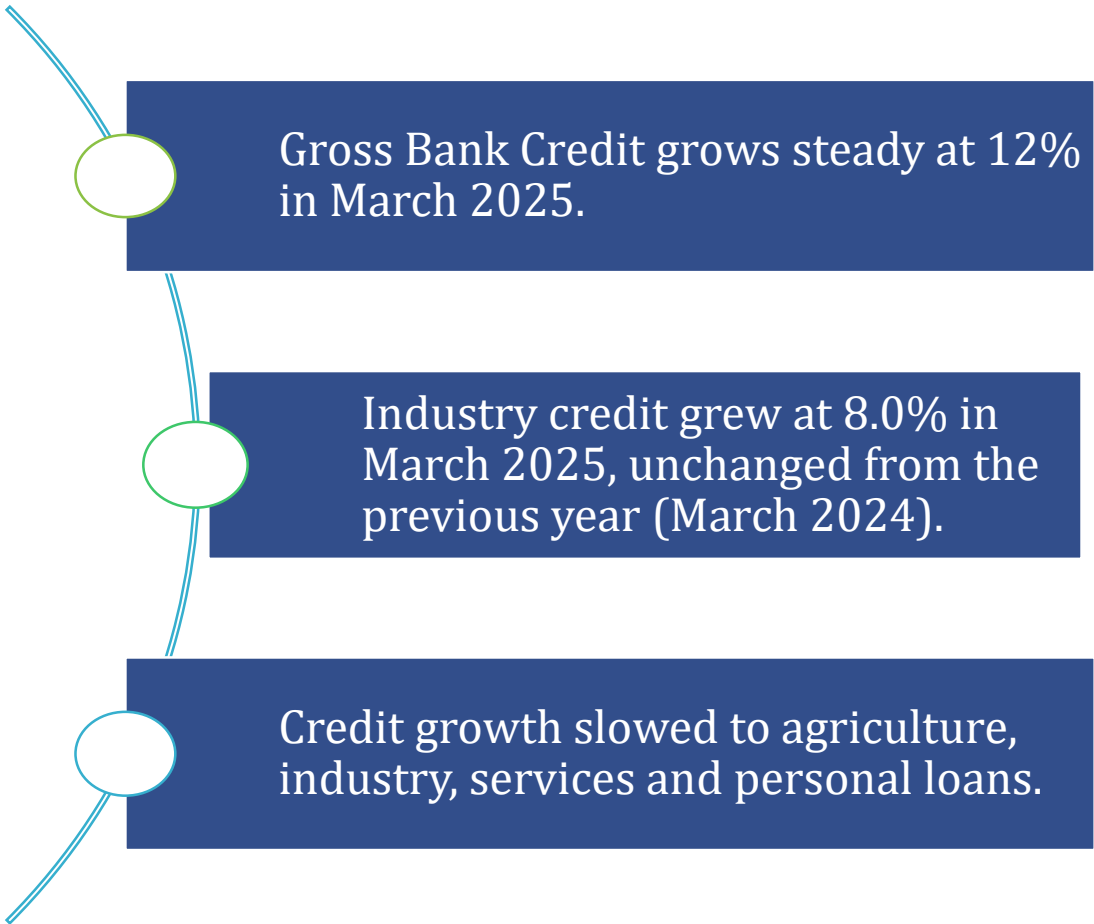 Gross Bank Credit grows steady at 12%
in March 2025.
Industry credit grew at 8.0% in
March 2025, unchanged from the
previous year (March 2024).
Credit growth slowed to agriculture,
industry, services and personal loans.